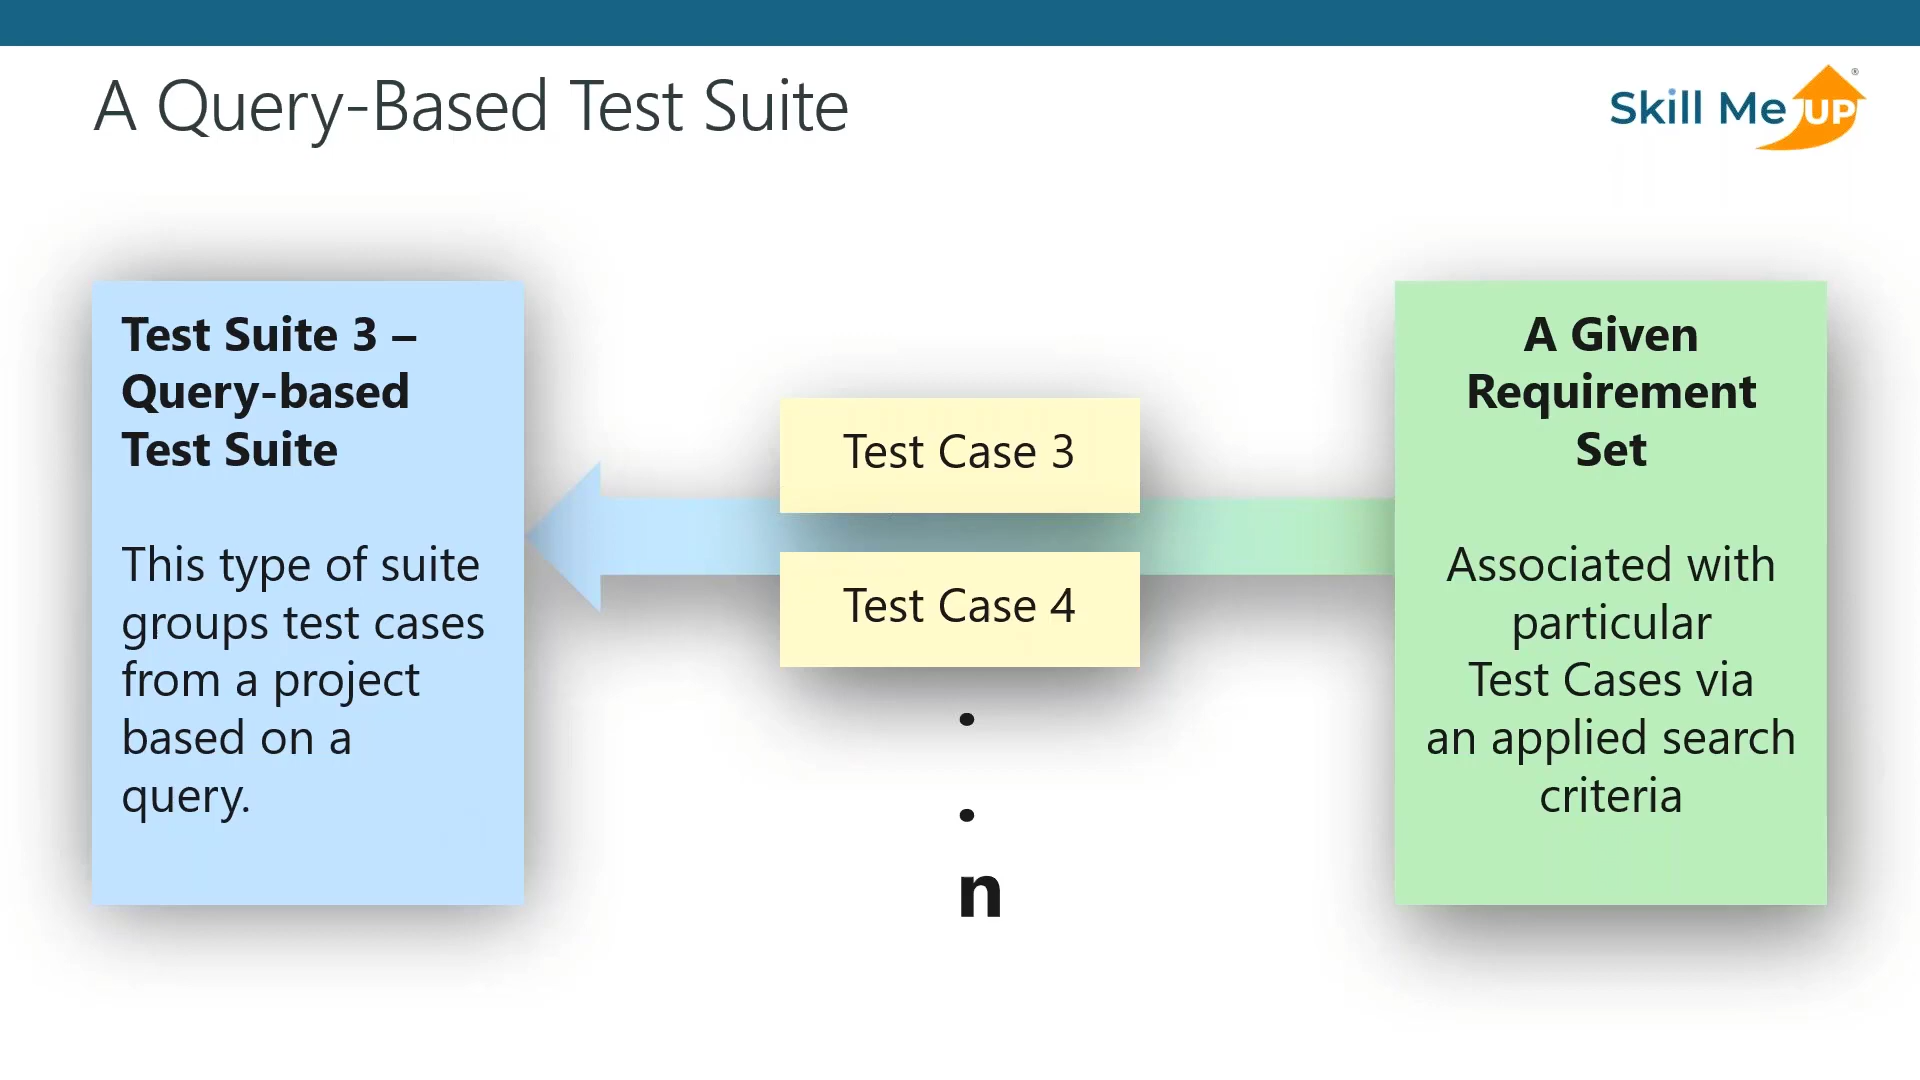 A Query-Based Test Suite
Skill Me UP®
Test Suite 3 –
Query-based
Test Suite
This type of suite
groups test cases
from a project
based on a
query.
Test Case 3
Test Case 4
.
.
n
A Given
Requirement
Set
Associated with
particular
Test Cases via
an applied search
criteria